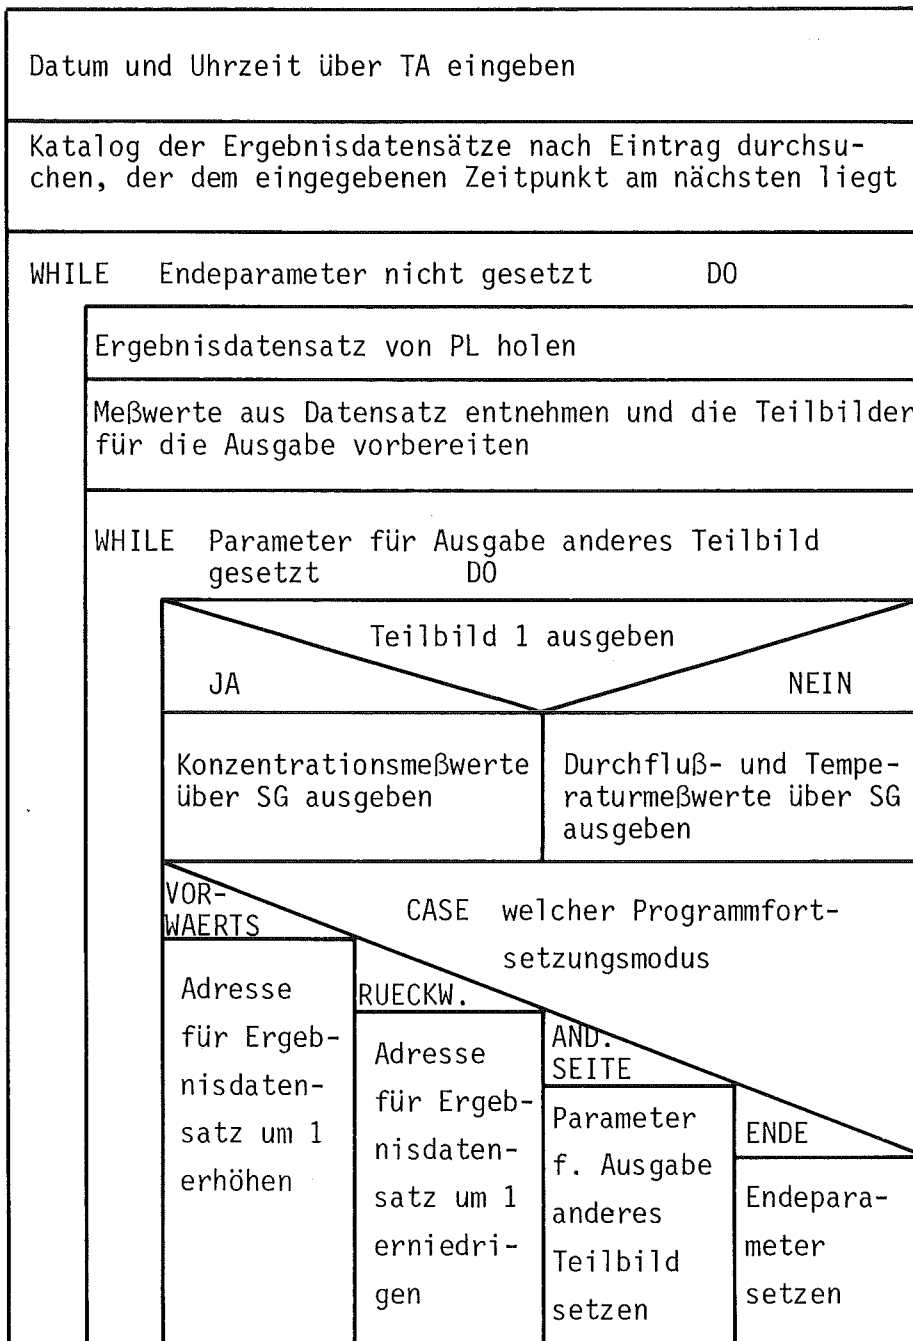 Datum und Uhrzeit über TA eingeben
Katalog der Ergebnisdatensätze nach Eintrag durchsu-
chen, der dem eingegebenen Zeitpunkt am nächsten liegt
WHILE Endeparameter nicht gesetzt DO
Ergebnisdatensatz von PL holen
Meßwerte aus Datensatz entnehmen und die Teilbilder
für die Ausgabe vorbereiten
WHILE Parameter für Ausgabe anderes Teilbild
gesetzt DO
Teilbild 1 ausgeben
JA NEIN
Konzentrationsmeßwerte
über SG ausgeben
Durchfluß- und Tempe-
raturmeßwerte über SG
ausgeben
CASE welcher Programmfort-
setzungsmodus
VOR-
WAERTS
Adresse
für Ergeb-
nisdaten-
satz um 1
erhöhen
RUECKW.
Adresse
für Ergeb-
nisdaten-
satz um 1
erniedri-
gen
AND.
SEITE
Parameter
f. Ausgabe
anderes
Teilbild
setzen
ENDE
Endepara-
meter
setzen